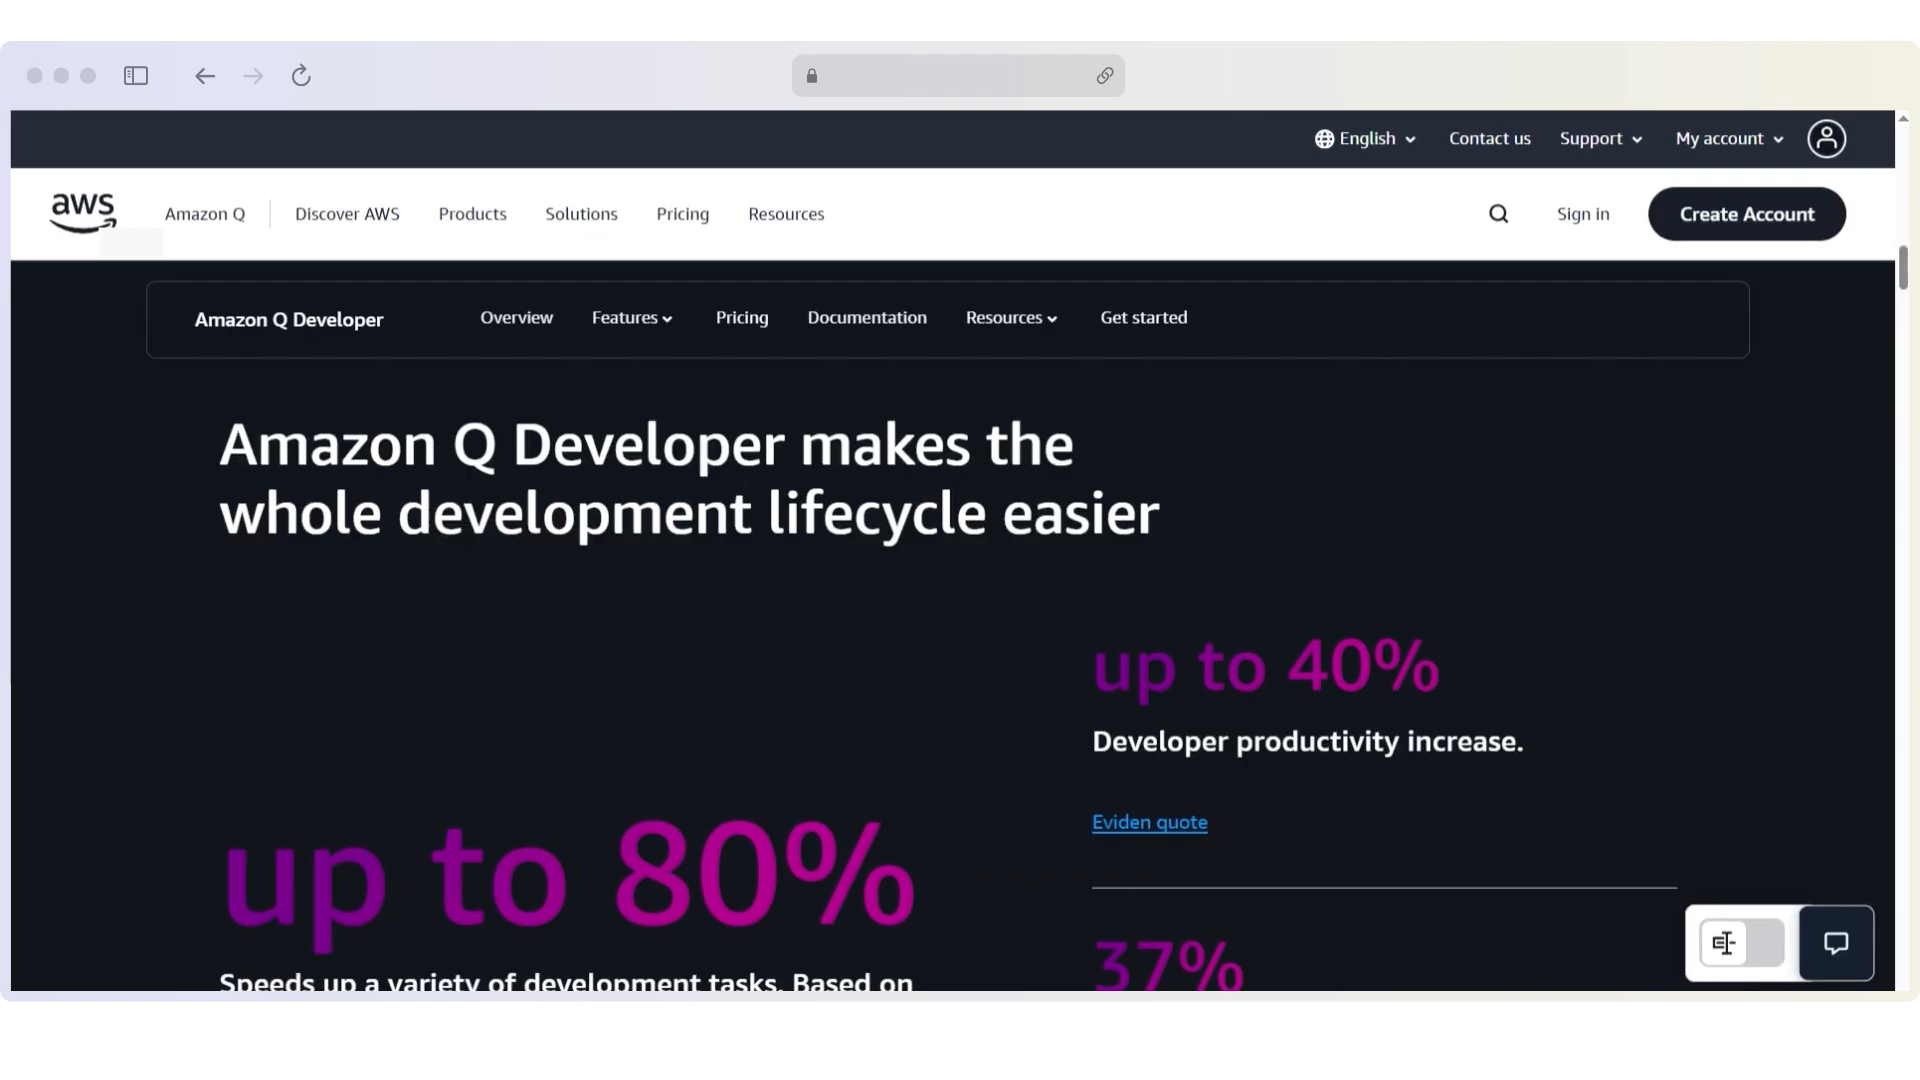 English
Contact us
Support
My account
aws
Amazon Q
Discover AWS
Products
Solutions
Pricing
Resources
Sign in
Create Account
Amazon Q Developer
Overview
Features
Pricing
Documentation
Resources
Get started
Amazon Q Developer makes the
whole development lifecycle easier
up to 80%
Speeds up a variety of development tasks. Based on
up to 40%
Developer productivity increase.
Eviden quote
37%